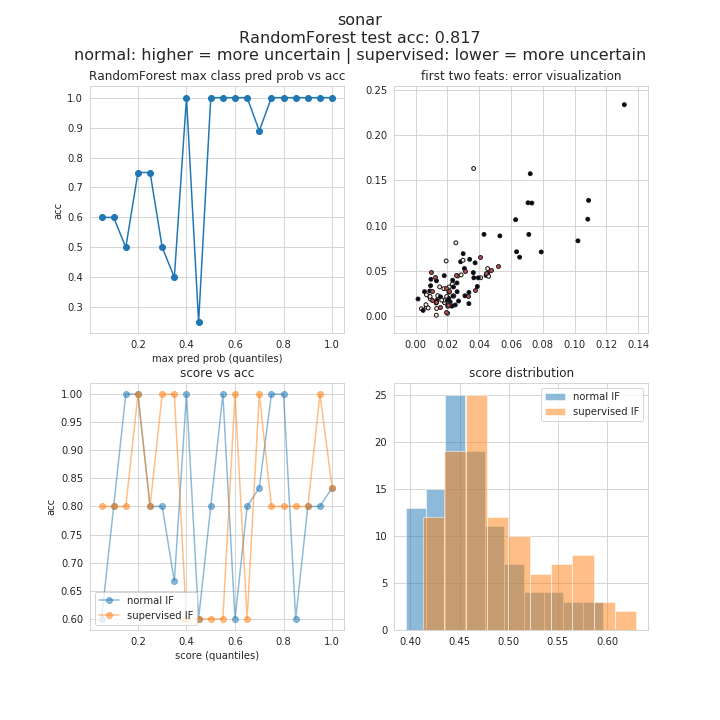 sonar
RandomForest test acc: 0.817
normal: higher = more uncertain | supervised: lower = more uncertain
RandomForest max class pred prob vs acc
1.0
0.9
0.8
0.7
0.6
0.5
0.4
0.3
acc
0.2 0.4 0.6 0.8 1.0
max pred prob (quantiles)
first two feats: error visualization
0.25
0.20
0.15
0.10
0.05
0.00
0.00 0.02 0.04 0.06 0.08 0.10 0.12 0.14
score vs acc
1.00
0.95
0.90
0.85
0.80
0.75
0.70
0.65
0.60
acc
normal IF
supervised IF
0.2 0.4 0.6 0.8 1.0
score (quantiles)
score distribution
25
20
15
10
5
0
normal IF
supervised IF
0.40 0.45 0.50 0.55 0.60